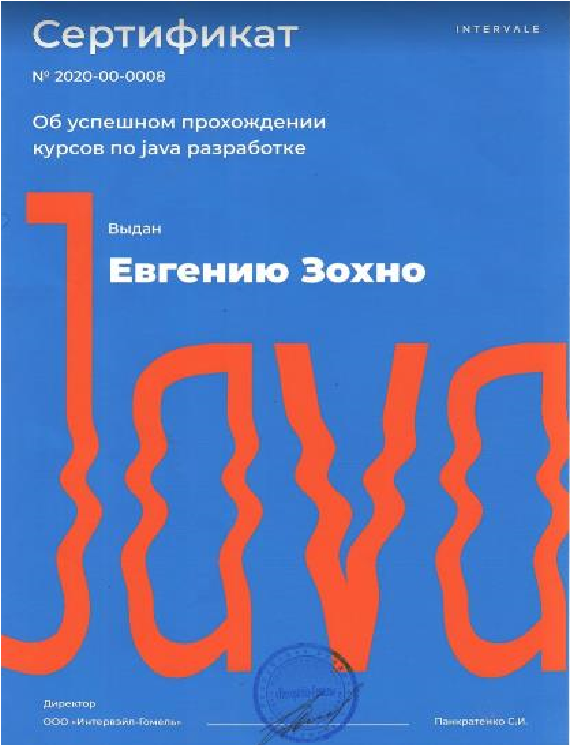 Сертификат
INTERVALE
№ 2020-00-0008
Об успешном прохождении
курсов по java разработке
Выдан
Евгению Зохно
Java
Директор
ООО «Интервэйл-Гомель»
Панкратенко С.И.